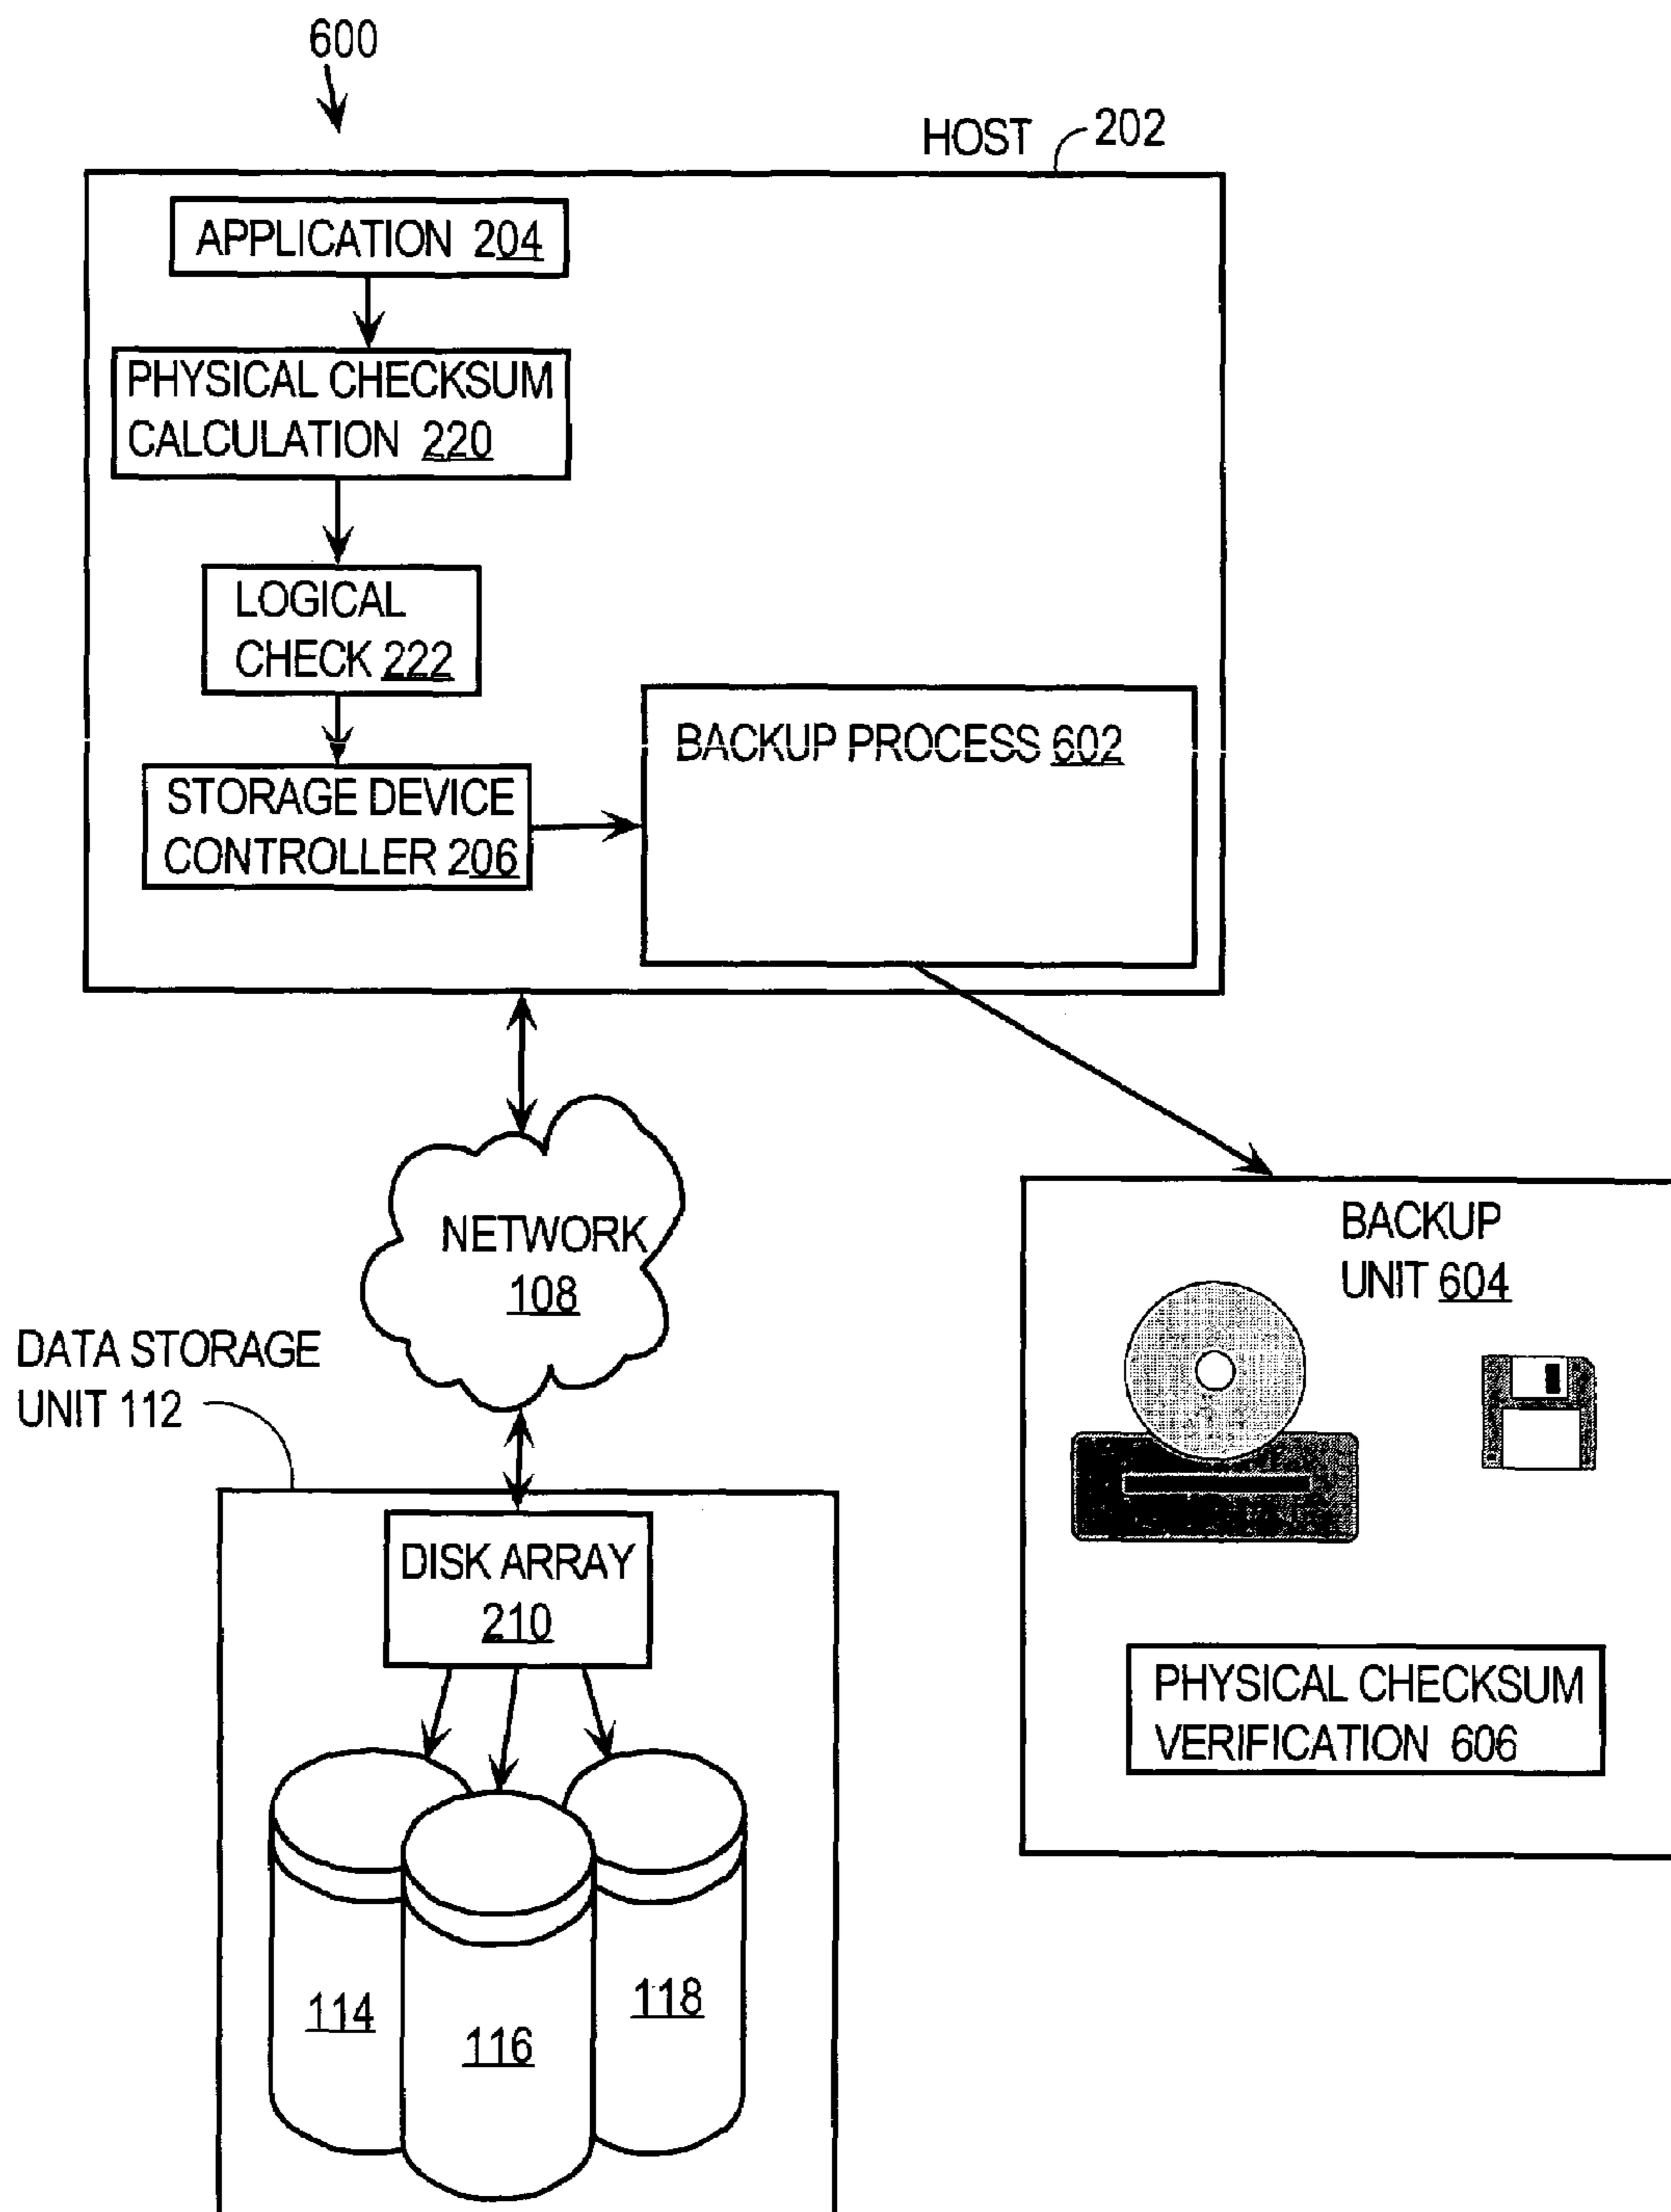 600
HOST 202
APPLICATION 204
PHYSICAL CHECKSUM
CALCULATION 220
LOGICAL
CHECK 222
BACKUP PROCESS 602
STORAGE DEVICE
CONTROLLER 206
NETWORK
108
BACKUP
UNIT 604
DATA STORAGE
UNIT 112
DISK ARRAY
210
PHYSICAL CHECKSUM
VERIFICATION 606
114
116
118